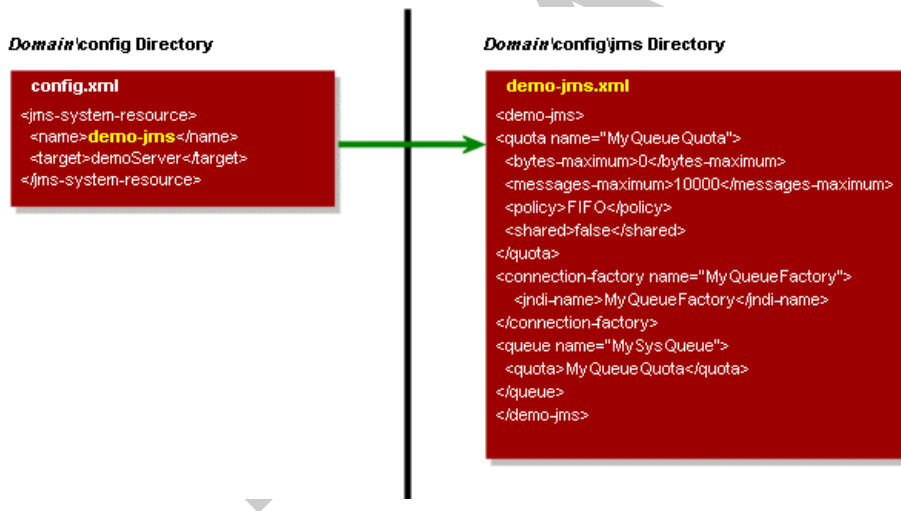 Domain\config Directory
config.xml
<jms-system-resource>
<name>demo-jms</name>
<target>demoServer</target>
</jms-system-resource>
Domain\config\jms Directory
demo-jms.xml
<demo-jms>
<quota name="MyQueueQuota">
<bytes-maximum>0</bytes-maximum>
<messages-maximum>10000</messages-maximum>
<policy>FIFO</policy>
<shared>false</shared>
</quota>
<connection-factory name="MyQueueFactory">
<jndi-name>MyQueueFactory</jndi-name>
</connection-factory>
<queue name="MySysQueue">
<quota>MyQueueQuota</quota>
</queue>
</demo-jms>